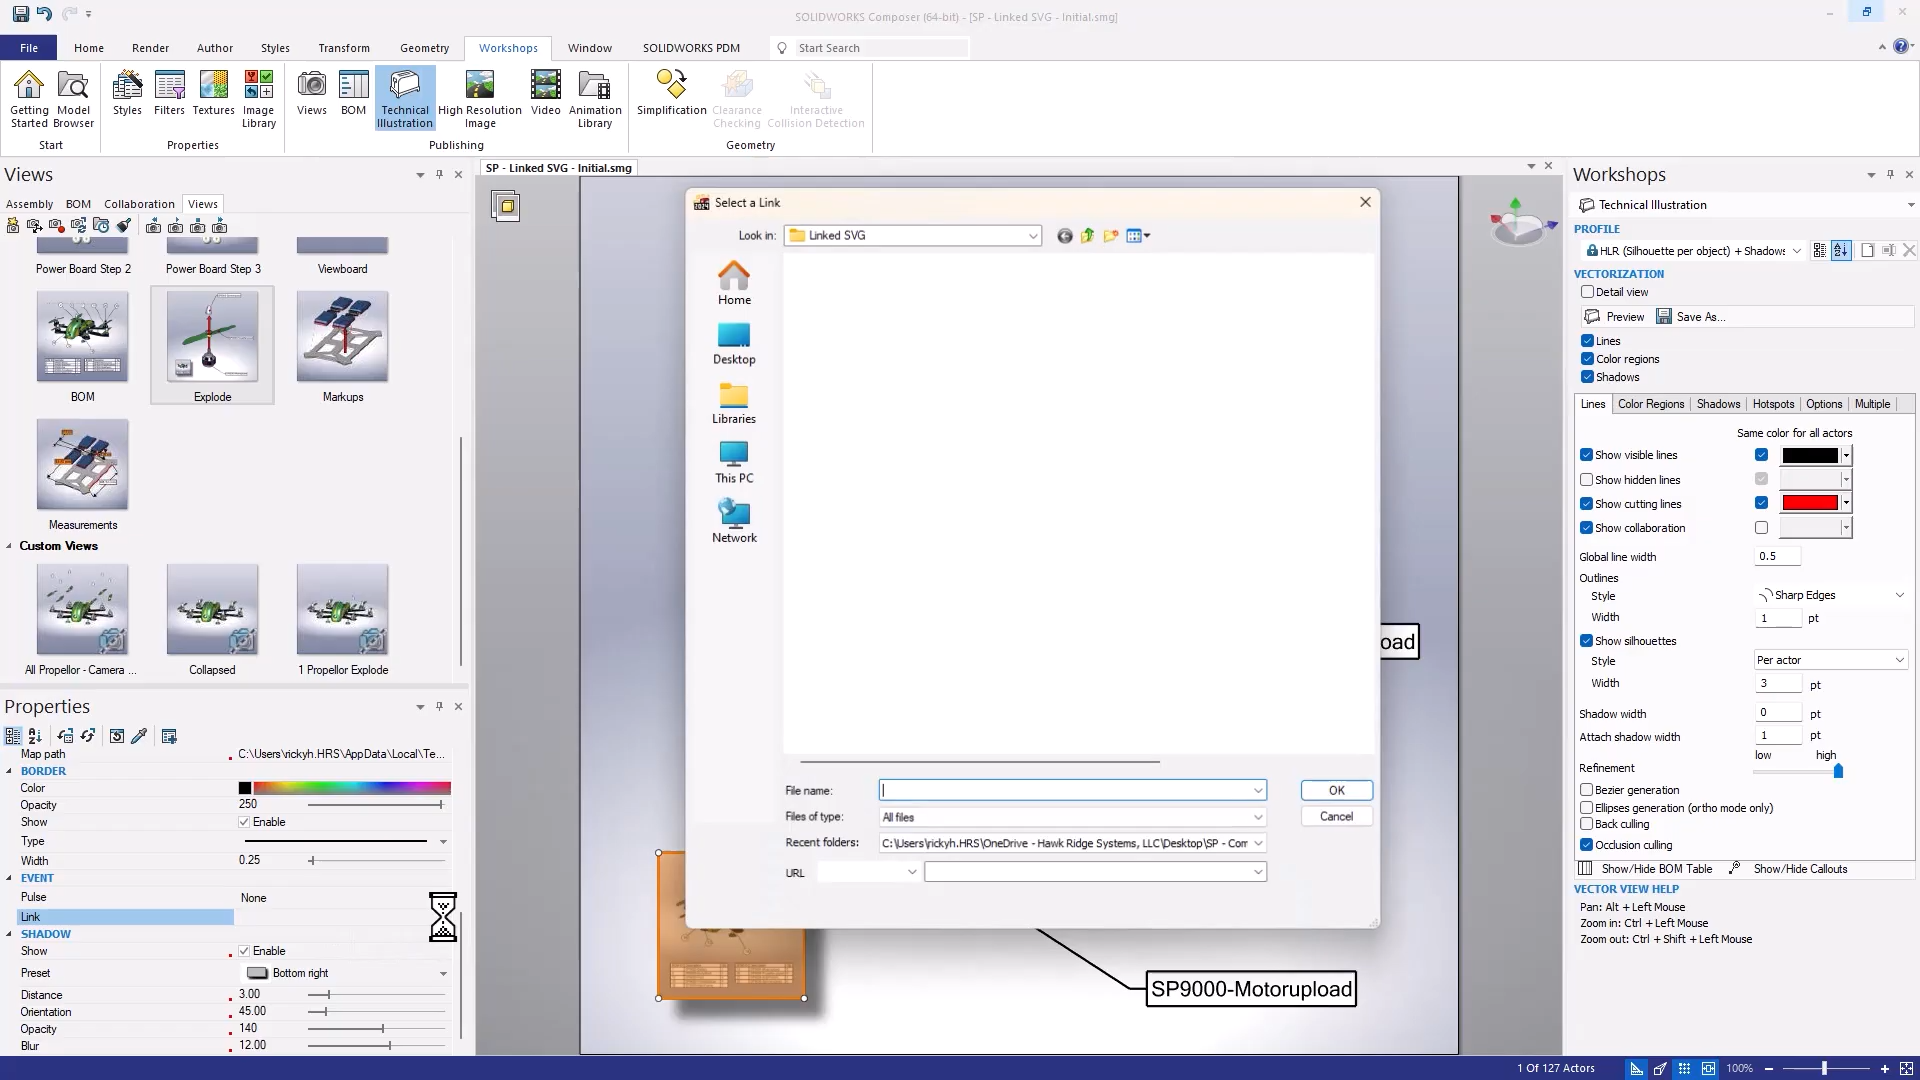 SOLIDWORKS Composer (64-bit) - [SP - Linked SVG - Initial.smg]
File Home Render Author Styles Transform Geometry Workshops Window SOLIDWORKS PDM Start Search
Getting Started Model Browser Styles Filters Textures Image Library Views BOM Technical Illustration High Resolution Image Video Animation Library Simplification Clearance Checking Interactive Collision Detection
Start Properties Publishing Geometry
Views
Assembly BOM Collaboration Views
Power Board Step 2 Power Board Step 3 Viewboard
BOM Explode Markups
Measurements
Custom Views
All Propellor - Camera ... Collapsed 1 Propellor Explode
Properties
Map path C:\Users\rickyh.HRS\AppData\Local\Te...
BORDER
Color
Opacity 250
Show Enable
Type
Width 0.25
EVENT
Pulse None
Link
SHADOW
Show Enable
Preset Bottom right
Distance 3.00
Orientation 45.00
Opacity 140
Blur 12.00
SP - Linked SVG - Initial.smg
Select a Link
Look in: Linked SVG
Home
Desktop
Libraries
This PC
Network
File name: OK
Files of type: All files Cancel
Recent folders: C:\Users\rickyh.HRS\OneDrive - Hawk Ridge Systems, LLC\Desktop\SP - Com
URL
oad
SP9000-Motorupload
Workshops
Technical Illustration
PROFILE
HLR (Silhouette per object) + Shadows
VECTORIZATION
Detail view
Preview Save As...
Lines
Color regions
Shadows
Lines Color Regions Shadows Hotspots Options Multiple
Same color for all actors
Show visible lines
Show hidden lines
Show cutting lines
Show collaboration
Global line width 0.5
Outlines
Style Sharp Edges
Width 1 pt
Show silhouettes
Style Per actor
Width 3 pt
Shadow width 0 pt
Attach shadow width 1 pt
low high
Refinement
Bezier generation
Ellipses generation (ortho mode only)
Back culling
Occlusion culling
Show/Hide BOM Table Show/Hide Callouts
VECTOR VIEW HELP
Pan: Alt + Left Mouse
Zoom in: Ctrl + Left Mouse
Zoom out: Ctrl + Shift + Left Mouse
1 Of 127 Actors 100%